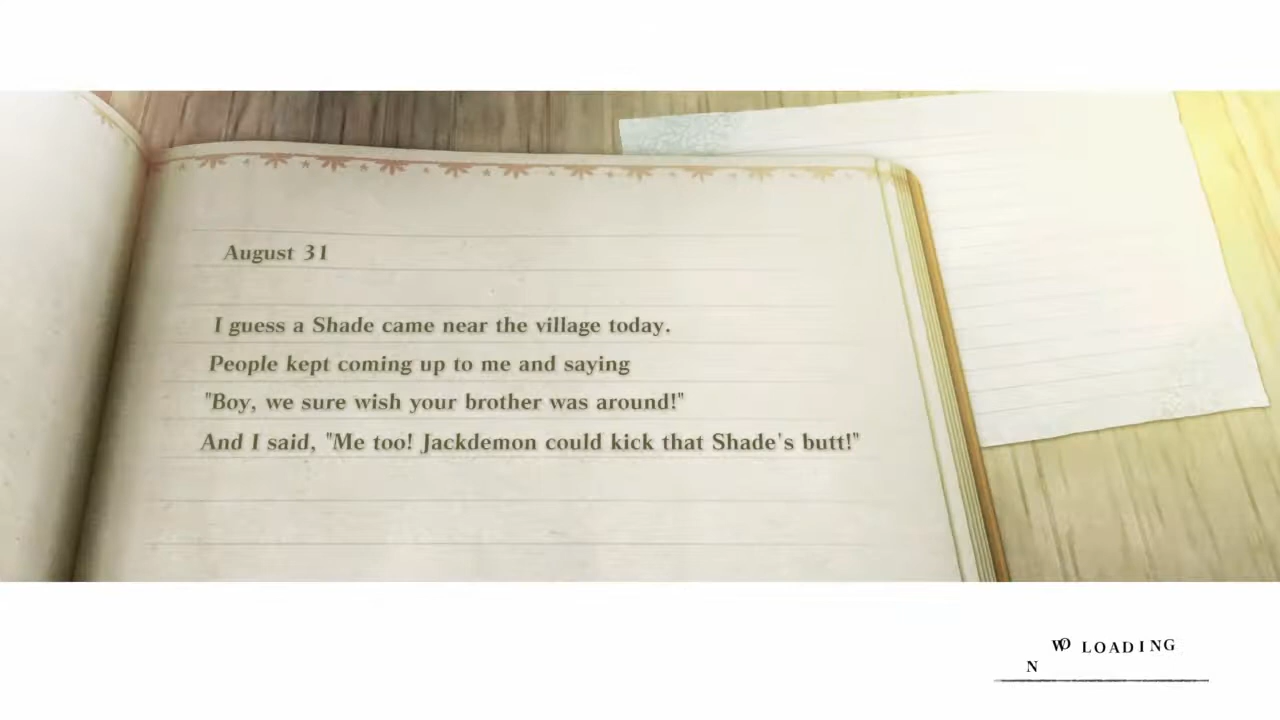 August 31
I guess a Shade came near the village today.
People kept coming up to me and saying
"Boy, we sure wish your brother was around!"
And I said, "Me too! Jackdemon could kick that Shade's butt!"
NOW LOADING